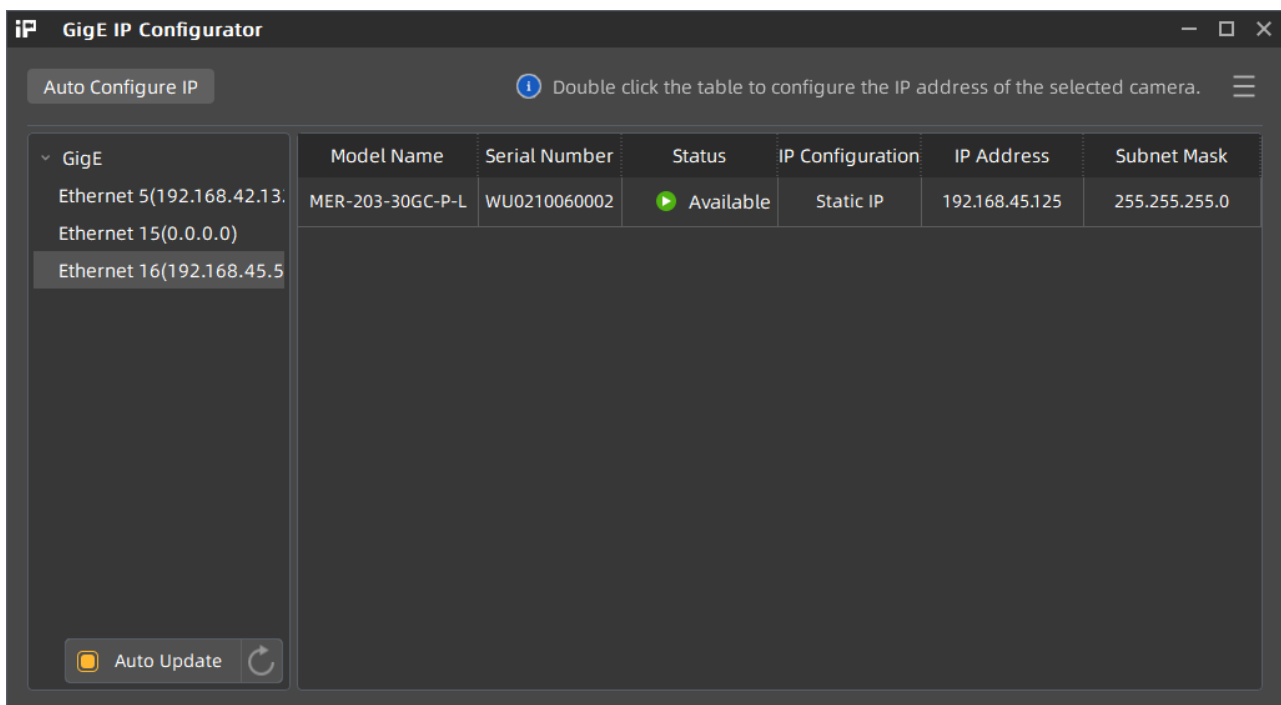 iP GigE IP Configurator
Auto Configure IP
Double click the table to configure the IP address of the selected camera.
GigE
Ethernet 5(192.168.42.13
Ethernet 15(0.0.0.0)
Ethernet 16(192.168.45.5
Model Name Serial Number Status IP Configuration IP Address Subnet Mask
MER-203-30GC-P-L WU0210060002 Available Static IP 192.168.45.125 255.255.255.0
Auto Update